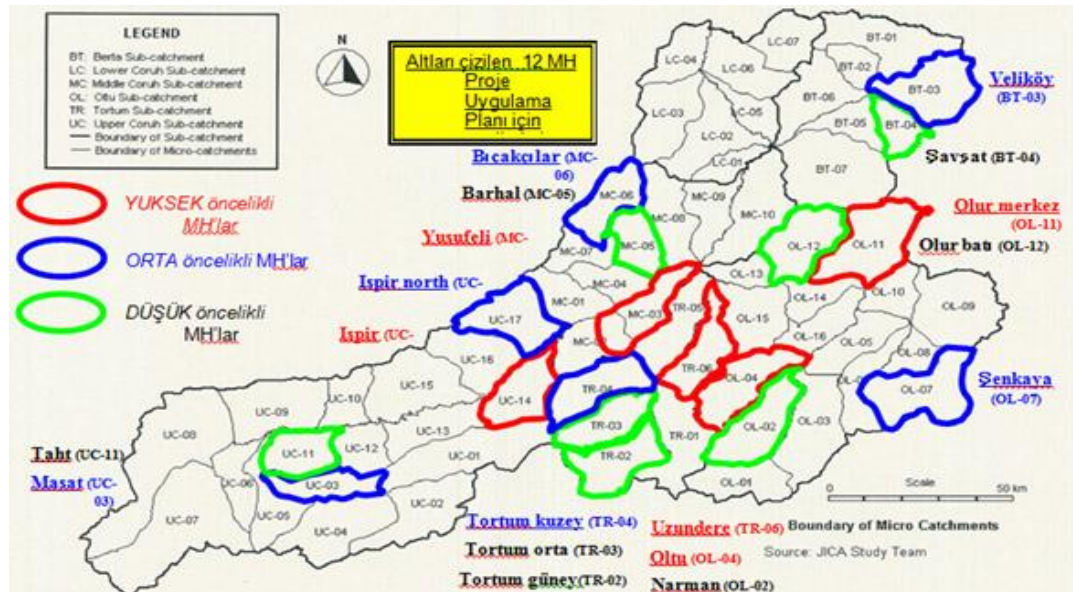 LEGEND
BT: Berta Sub-catchment
LC: Lower Coruh Sub-catchment
MC: Middle Coruh Sub-catchment
OL: Oltu Sub-catchment
TR: Tortum Sub-catchment
UC: Upper Coruh Sub-catchment
Boundary of Sub-catchment
Boundary of Micro-catchments
N
Altları çizilen 12 MH
Proje
Uygulama
Planı için
YUKSEK öncelikli
MH'lar
ORTA öncelikli MH'lar
DÜŞÜK öncelikli
MH'lar
Veliköy
(BT-03)
Şavşat (BT-04)
Bıcakcılar (MC-
06)
Barhal (MC-05)
Yusufeli (MC-
Olur merkez
(OL-11)
Olur batı (OL-12)
Ispir north (UC-
Ispir (UC-
Şenkaya
(OL-07)
Taht (UC-11)
Masat (UC-
03)
Tortum kuzey (TR-04)
Tortum orta (TR-03)
Tortum güney(TR-02)
Uzundere (TR-06)
Oltu (OL-04)
Narman (OL-02)
Boundary of Micro Catchments
Source: JICA Study Team
0
Scale
50 km
LC-07
BT-01
LC-04
LC-06
BT-02
BT-03
LC-03
LC-05
BT-06
BT-04
LC-02
BT-05
LC-01
BT-07
MC-06
MC-09
MC-10
MC-08
MC-05
MC-07
OL-12
OL-11
OL-13
MC-04
MC-01
MC-03
TR-05
OL-14
OL-10
OL-09
UC-17
OL-15
OL-16
OL-05
OL-08
UC-16
TR-06
OL-04
OL-07
UC-15
UC-14
TR-04
UC-10
UC-09
TR-03
OL-02
OL-03
UC-08
UC-13
TR-01
UC-11
UC-12
UC-01
TR-02
UC-06
UC-03
OL-01
UC-02
UC-07
UC-05
UC-04